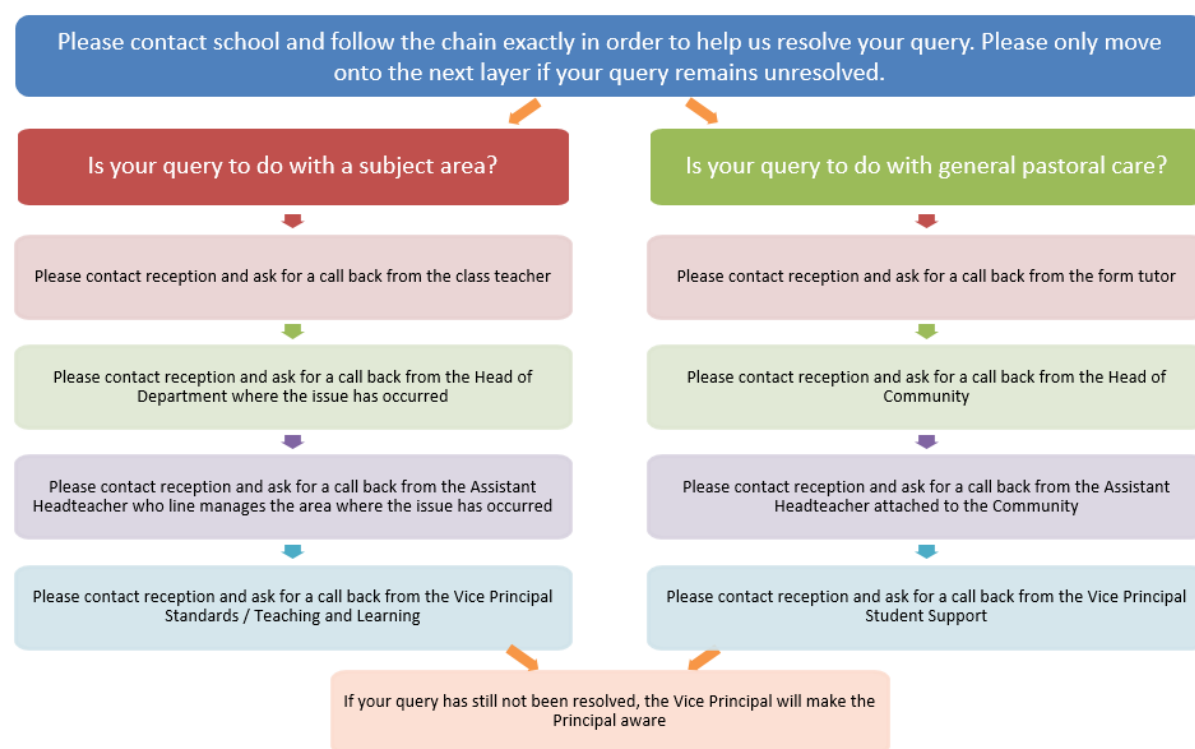 Please contact school and follow the chain exactly in order to help us resolve your query. Please only move
onto the next layer if your query remains unresolved.
Is your query to do with a subject area?
Please contact reception and ask for a call back from the class teacher
Please contact reception and ask for a call back from the Head of
Department where the issue has occurred
Please contact reception and ask for a call back from the Assistant
Headteacher who line manages the area where the issue has occurred
Please contact reception and ask for a call back from the Vice Principal
Standards / Teaching and Learning
Is your query to do with general pastoral care?
Please contact reception and ask for a call back from the form tutor
Please contact reception and ask for a call back from the Head of
Community
Please contact reception and ask for a call back from the Assistant
Headteacher attached to the Community
Please contact reception and ask for a call back from the Vice Principal
Student Support
If your query has still not been resolved, the Vice Principal will make the
Principal aware